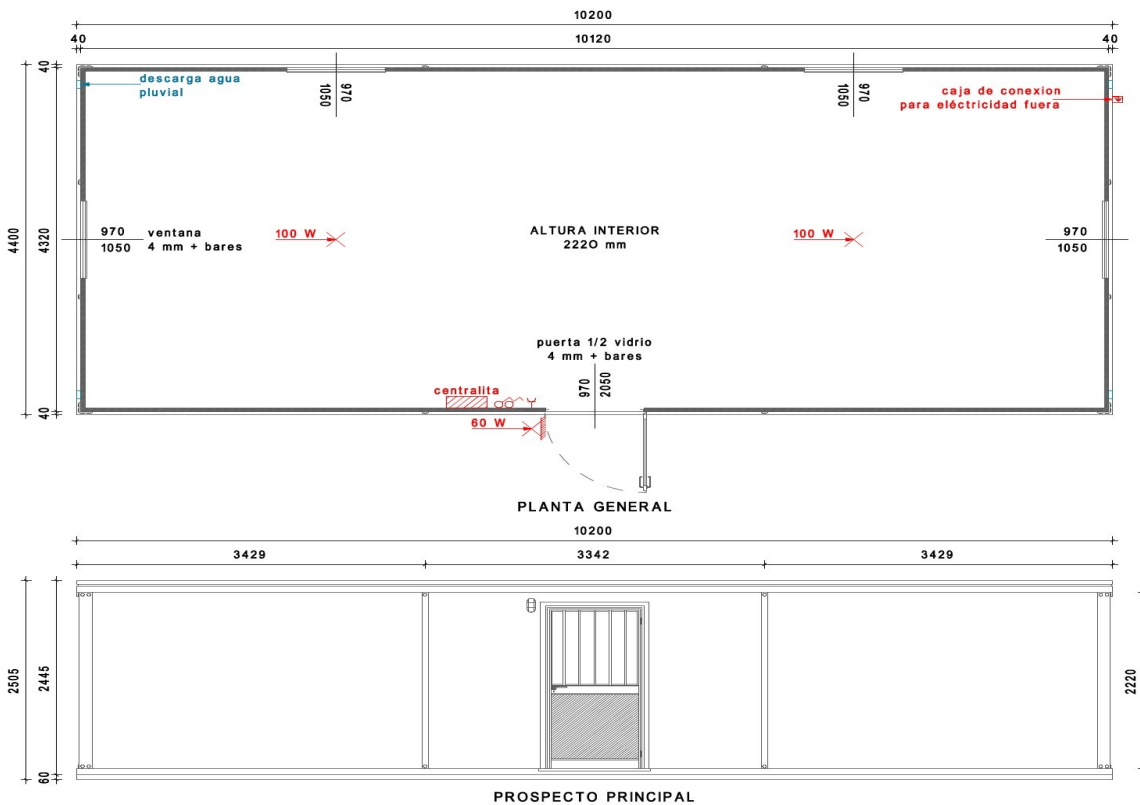 10200
40
10120
40
40
descarga agua
pluvial
970
1050
970
1050
caja de conexion
para eléctricidad fuera
4400
4320
970
1050
ventana
4 mm + bares
100 W
ALTURA INTERIOR
2220 mm
100 W
970
1050
puerta 1/2 vidrio
4 mm + bares
970
2050
centralita
40
60 W
PLANTA GENERAL
10200
3429
3342
3429
2505
2445
2220
60
PROSPECTO PRINCIPAL